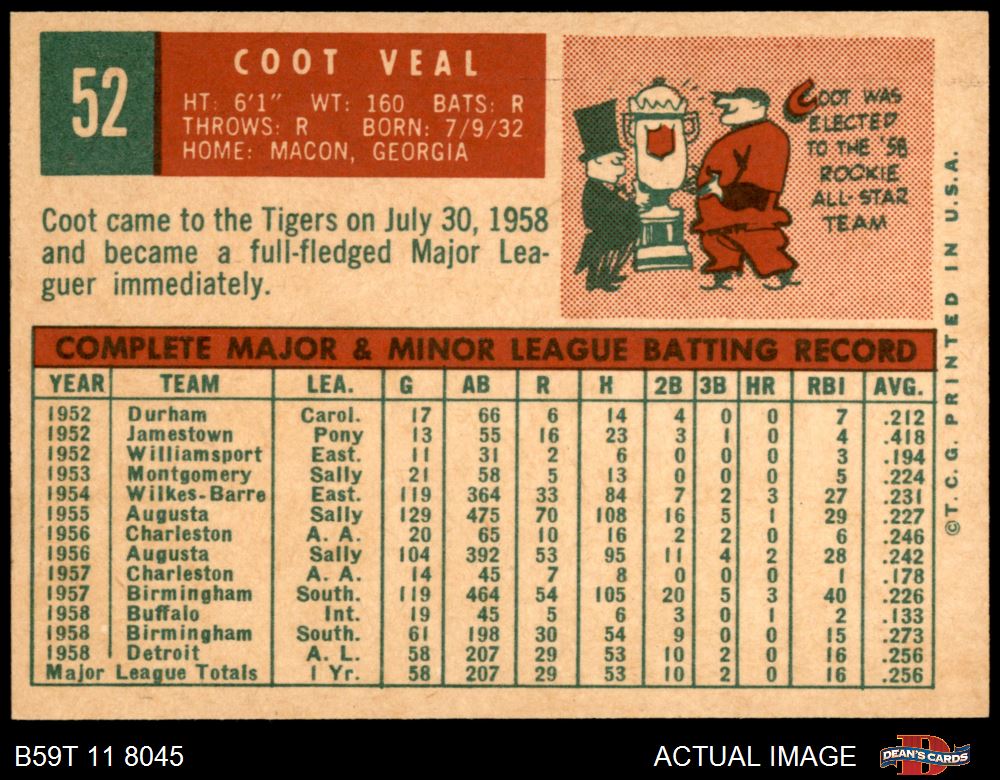 52
COOT VEAL
HT: 6'1" WT: 160 BATS: R
THROWS: R BORN: 7/9/32
HOME: MACON, GEORGIA
COOT WAS
ELECTED
TO THE '58
ROOKIE
ALL-STAR
TEAM
Coot came to the Tigers on July 30, 1958
and became a full-fledged Major Lea-
guer immediately.
COMPLETE MAJOR & MINOR LEAGUE BATTING RECORD
YEAR TEAM LEA. G AB R H 2B 3B HR RBI AVG.
1952 Durham Carol. 17 66 6 14 4 0 0 7 .212
1952 Jamestown Pony 13 55 16 23 3 1 0 4 .418
1952 Williamsport East. 11 31 2 6 0 0 0 3 .194
1953 Montgomery Sally 21 58 5 13 0 0 0 5 .224
1954 Wilkes-Barre East. 119 364 33 84 7 2 3 27 .231
1955 Augusta Sally 129 475 70 108 16 5 1 29 .227
1956 Charleston A. A. 20 65 10 16 2 2 0 6 .246
1956 Augusta Sally 104 392 53 95 11 4 2 28 .242
1957 Charleston A. A. 14 45 7 8 0 0 0 1 .178
1957 Birmingham South. 119 464 54 105 20 5 3 40 .226
1958 Buffalo Int. 19 45 5 6 3 0 1 2 .133
1958 Birmingham South. 61 198 30 54 9 0 0 15 .273
1958 Detroit A. L. 58 207 29 53 10 2 0 16 .256
Major League Totals 1 Yr. 58 207 29 53 10 2 0 16 .256
©T.C.G. PRINTED IN U.S.A.
B59T 11 8045
ACTUAL IMAGE
DEAN'S CARDS